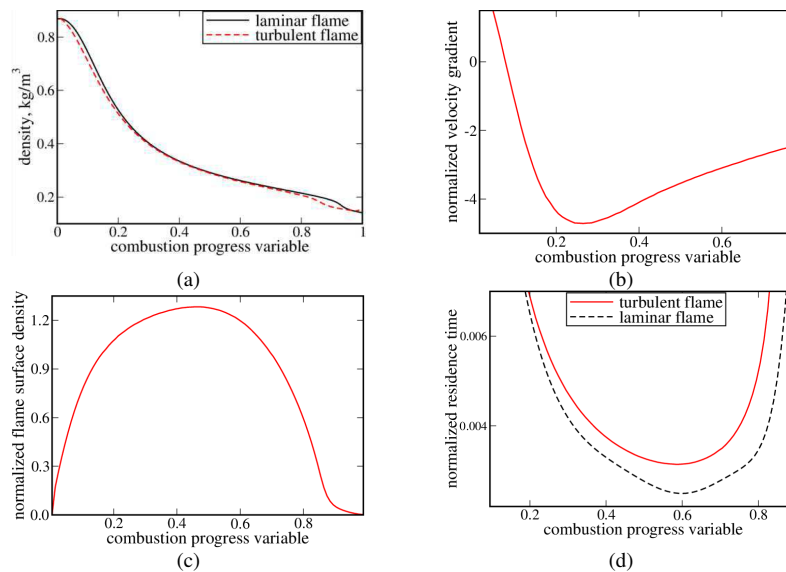 0.8
0.6
0.4
0.2
density, kg/m³
laminar flame
turbulent flame
0 0.2 0.4 0.6 0.8 1
combustion progress variable
(a)
0
-2
-4
normalized velocity gradient
0.2 0.4 0.6
combustion progress variable
(b)
1.2
0.9
0.6
0.3
0.0
normalized flame surface density
0.2 0.4 0.6 0.8
combustion progress variable
(c)
0.006
0.004
normalized residence time
turbulent flame
laminar flame
0.2 0.4 0.6 0.8
combustion progress variable
(d)